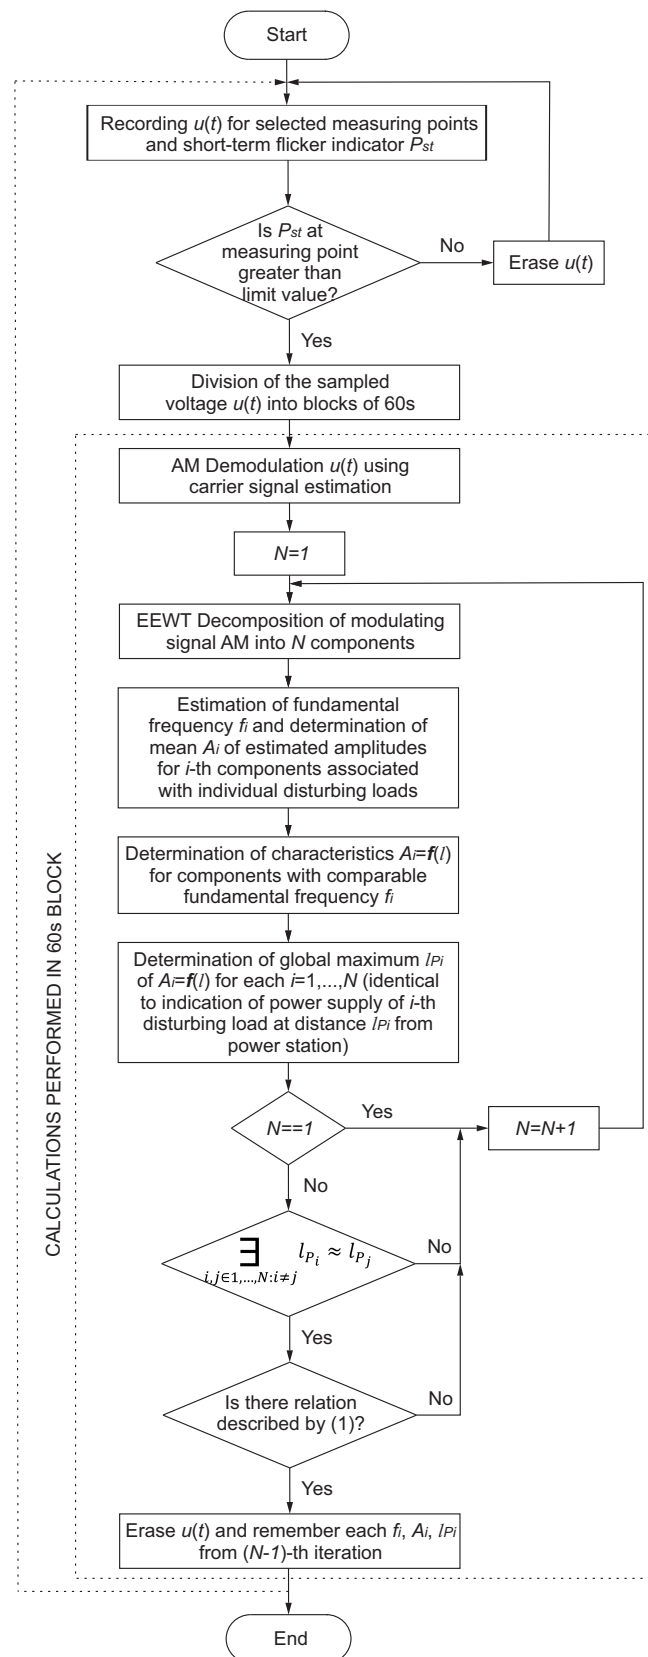 Start
Recording u(t) for selected measuring points
and short-term flicker indicator Pst
Is Pst at
measuring point
greater than
limit value?
No
Erase u(t)
Yes
Division of the sampled
voltage u(t) into blocks of 60s
CALCULATIONS PERFORMED IN 60s BLOCK
AM Demodulation u(t) using
carrier signal estimation
N=1
EEWT Decomposition of modulating
signal AM into N components
Estimation of fundamental
frequency fi and determination of
mean Ai of estimated amplitudes
for i-th components associated
with individual disturbing loads
Determination of characteristics Ai=f(l)
for components with comparable
fundamental frequency fi
Determination of global maximum lPi
of Ai=f(l) for each i=1,...,N (identical
to indication of power supply of i-th
disturbing load at distance lPi from
power station)
N==1
Yes
N=N+1
No
∃ lPi ≈ lPj
i,j∈1,...,N:i≠j
No
Yes
Is there relation
described by (1)?
No
Yes
Erase u(t) and remember each fi, Ai, lPi
from (N-1)-th iteration
End